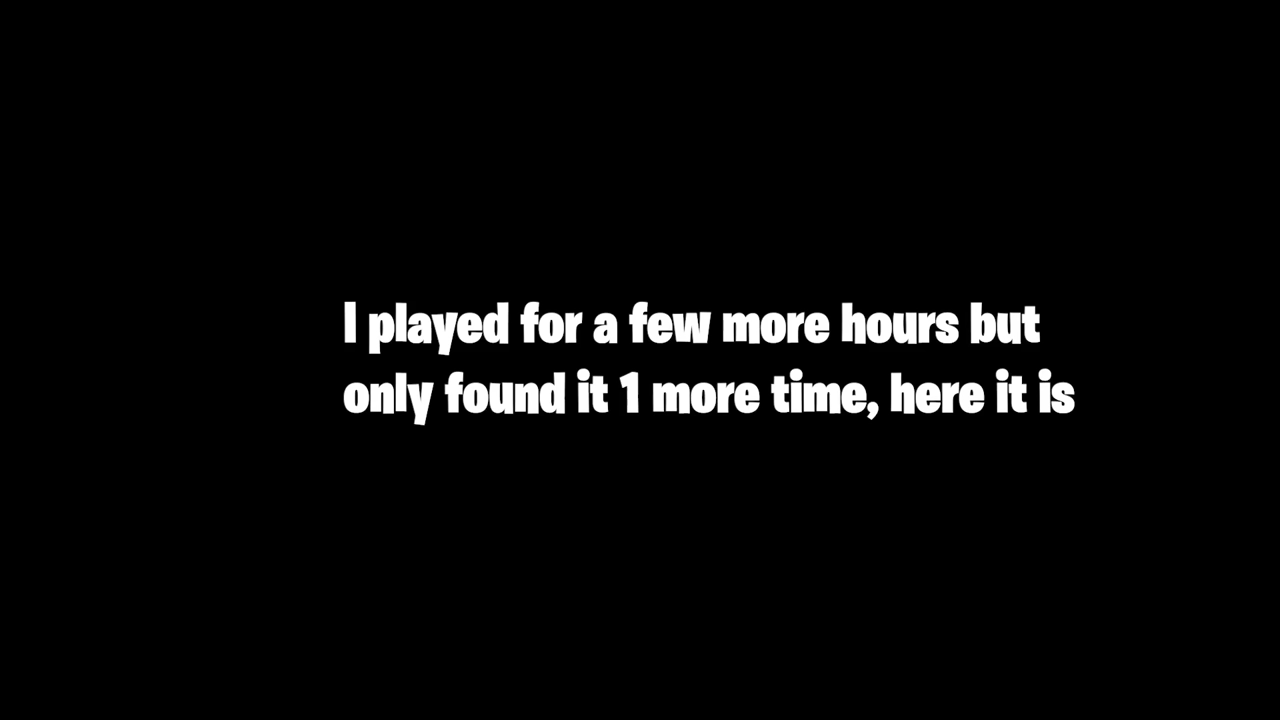 I played for a few more hours but
only found it 1 more time, here it is